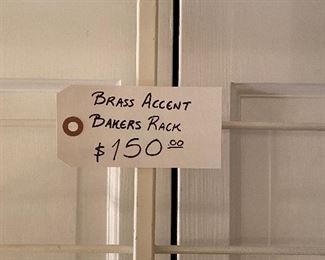 BRASS ACCENT
BAKERS RACK
$150.00